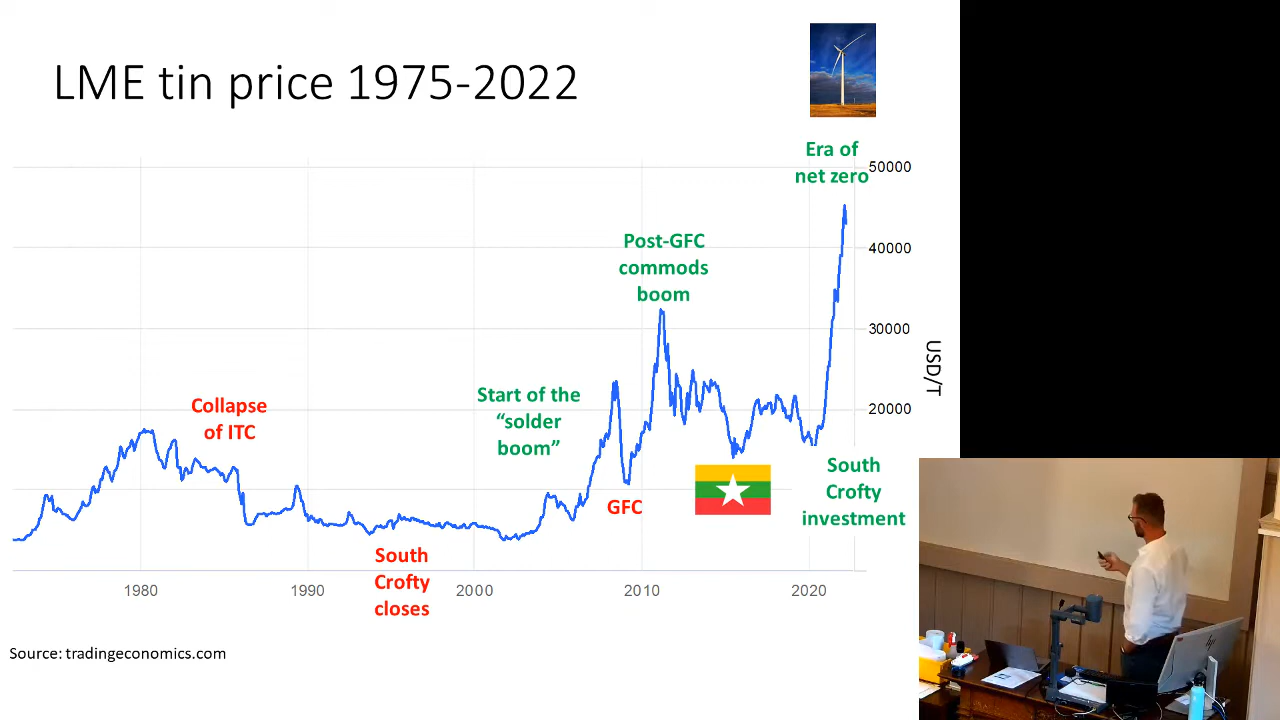 LME tin price 1975-2022
Era of
net zero
50000
Post-GFC
commods
boom
40000
30000
USD/T
Start of the
“solder
boom”
Collapse
of ITC
20000
South
Crofty
investment
GFC
South
Crofty
closes
1980
1990
2000
2010
2020
Source: tradingeconomics.com
hp